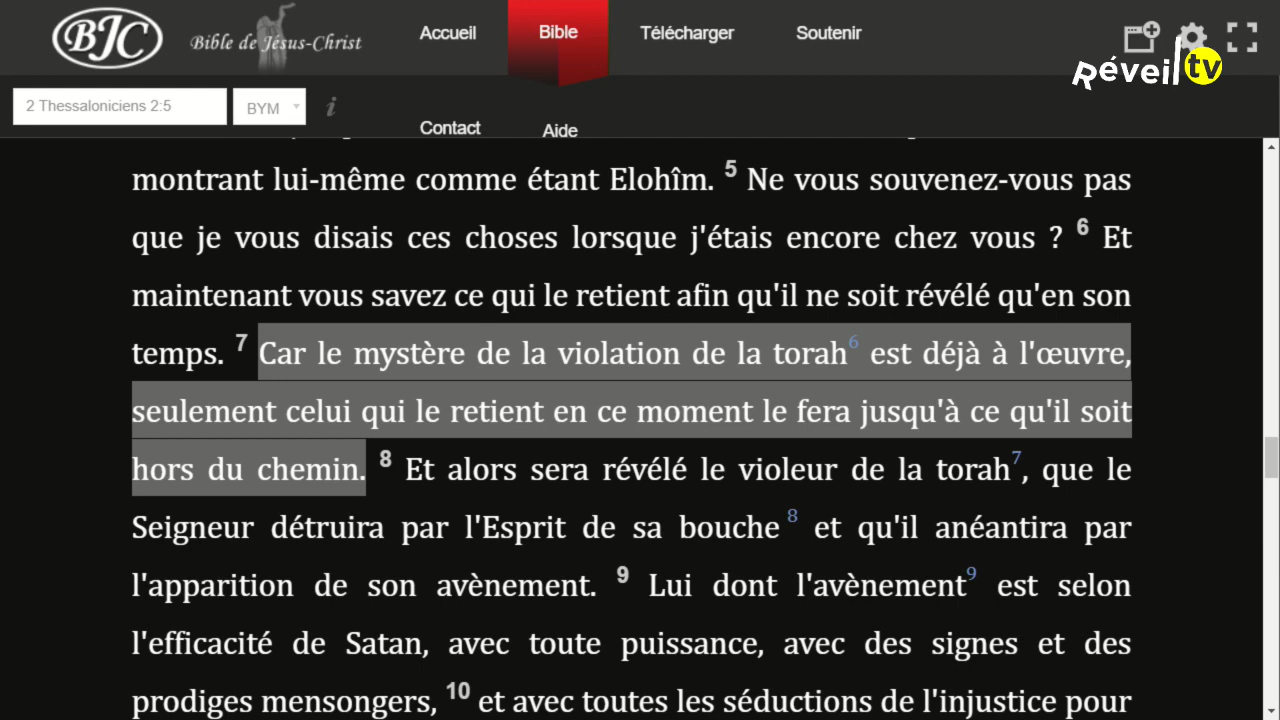 BJC Bible de Jésus-Christ Accueil Bible Télécharger Soutenir
Réveil tv
2 Thessaloniciens 2:5 BYM i
Contact Aide
montrant lui-même comme étant Elohîm. 5 Ne vous souvenez-vous pas
que je vous disais ces choses lorsque j'étais encore chez vous ? 6 Et
maintenant vous savez ce qui le retient afin qu'il ne soit révélé qu'en son
temps. 7 Car le mystère de la violation de la torah6 est déjà à l'œuvre,
seulement celui qui le retient en ce moment le fera jusqu'à ce qu'il soit
hors du chemin. 8 Et alors sera révélé le violeur de la torah7, que le
Seigneur détruira par l'Esprit de sa bouche 8 et qu'il anéantira par
l'apparition de son avènement. 9 Lui dont l'avènement9 est selon
l'efficacité de Satan, avec toute puissance, avec des signes et des
prodiges mensongers, 10 et avec toutes les séductions de l'injustice pour